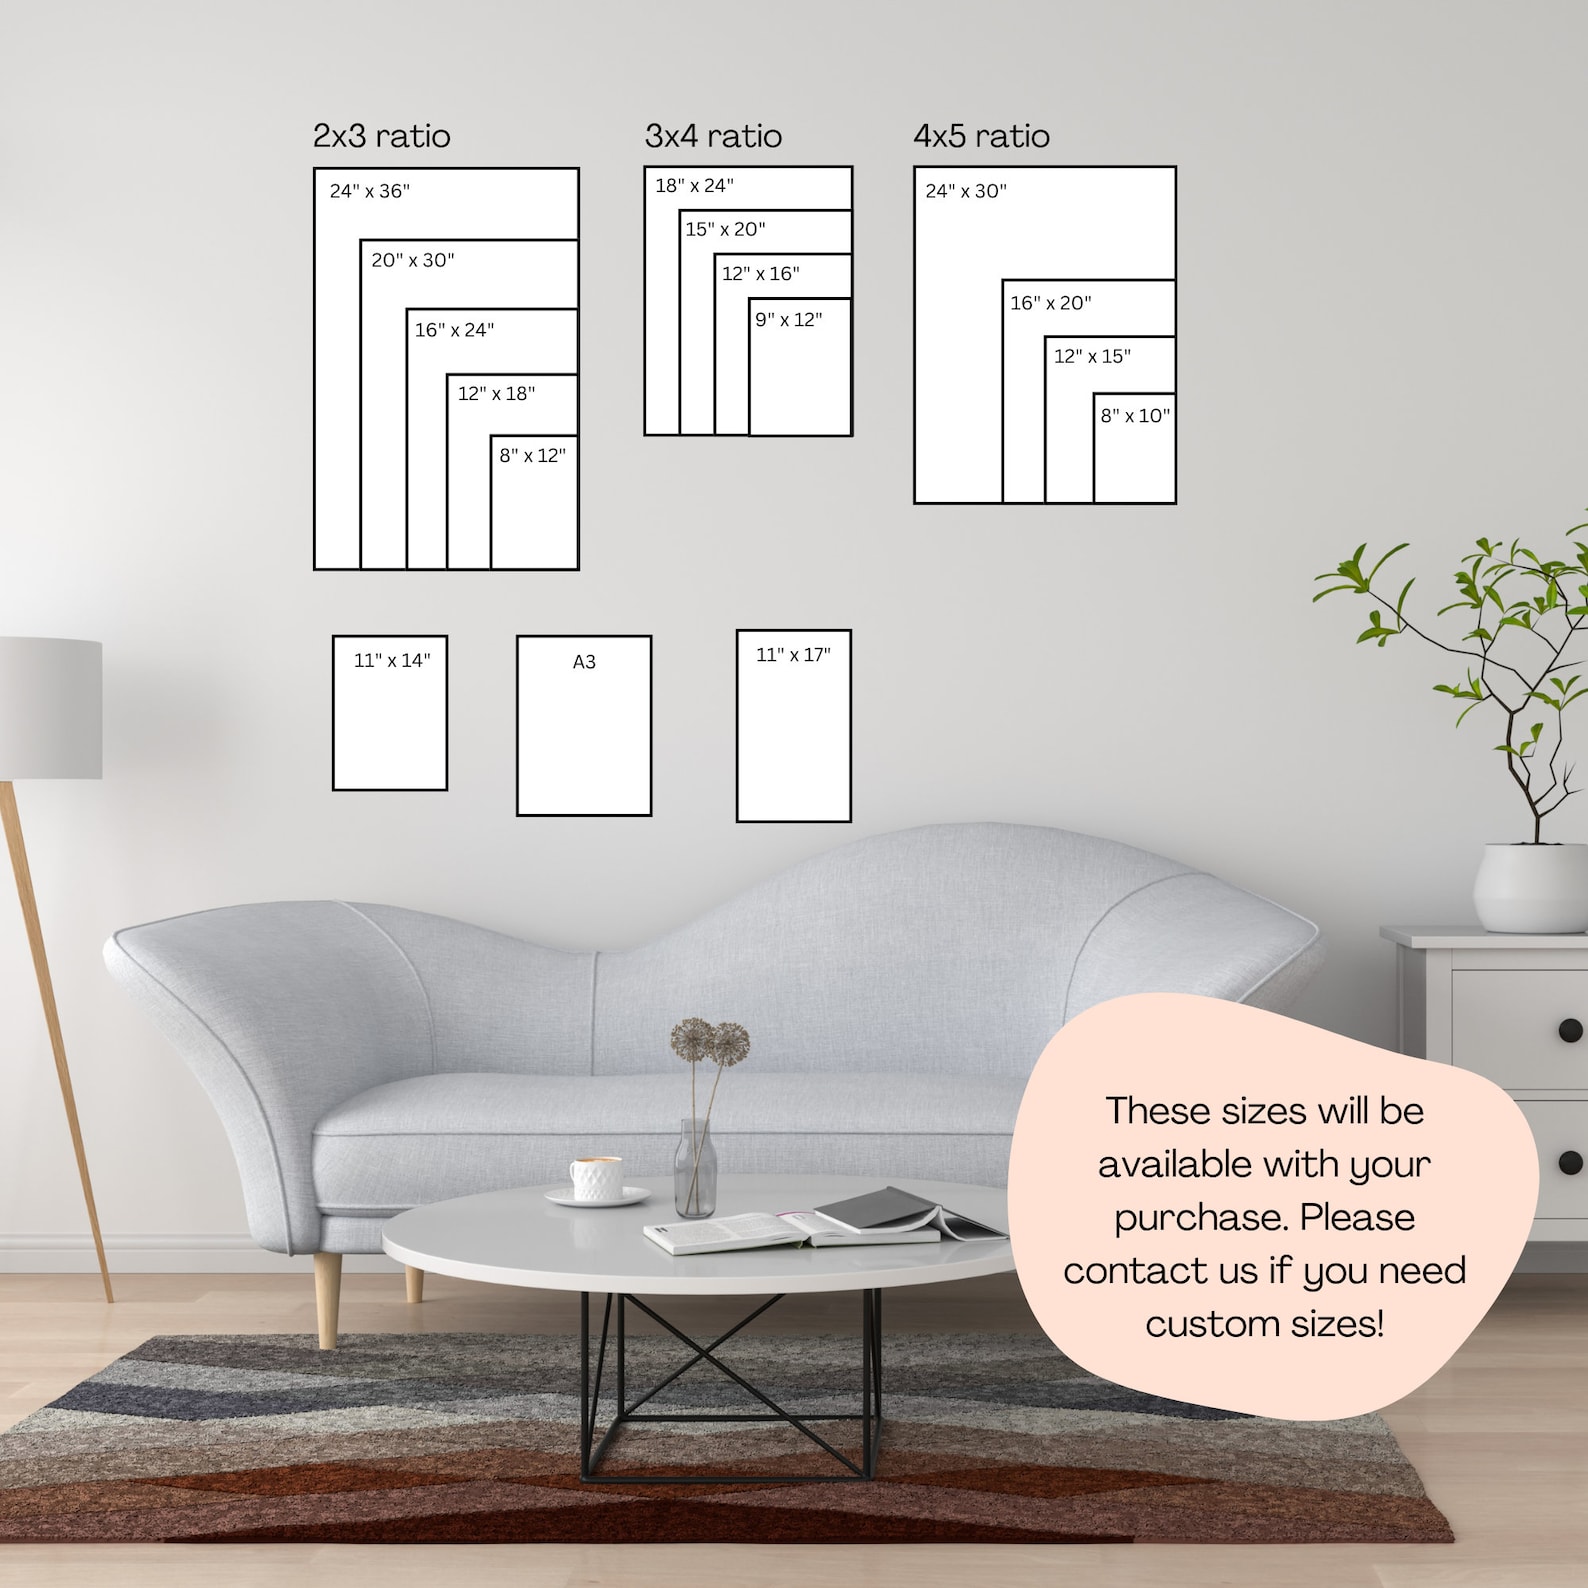 2x3 ratio
24" x 36"
20" x 30"
16" x 24"
12" x 18"
8" x 12"
3x4 ratio
18" x 24"
15" x 20"
12" x 16"
9" x 12"
4x5 ratio
24" x 30"
16" x 20"
12" x 15"
8" x 10"
11" x 14"
A3
11" x 17"
These sizes will be
available with your
purchase. Please
contact us if you need
custom sizes!